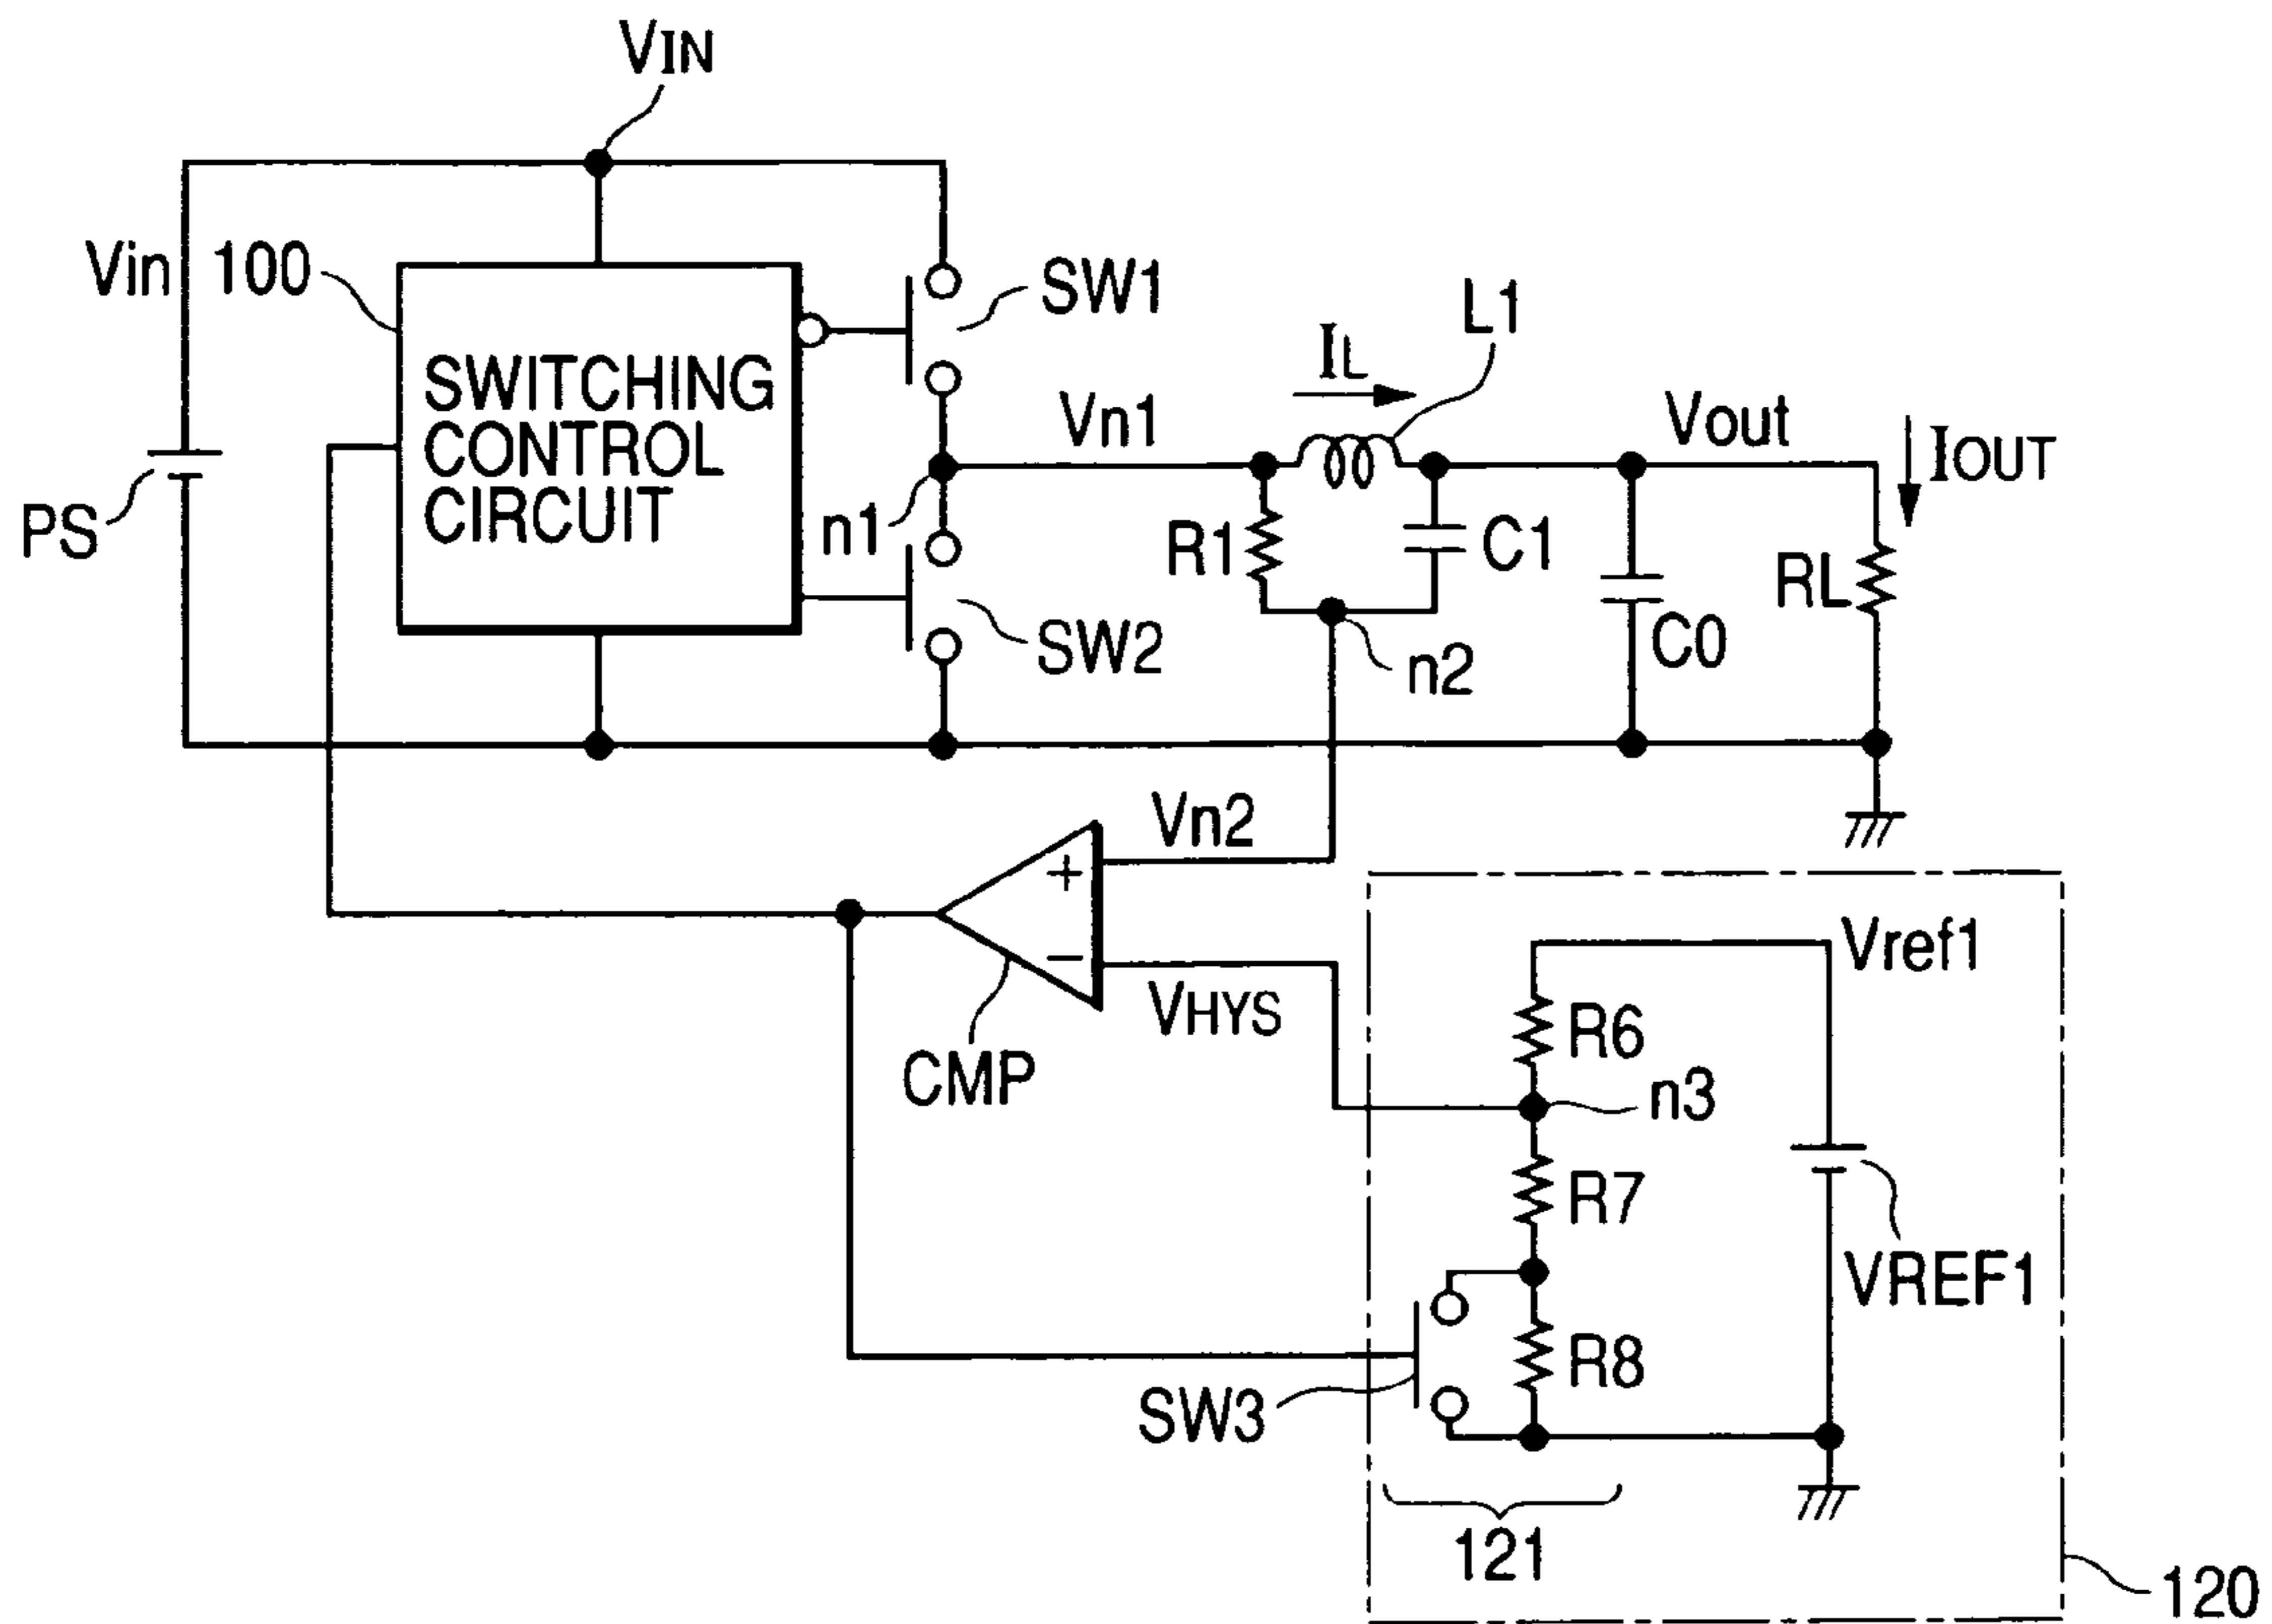 VIN
Vin
100
SW1
L1
IL
SWITCHING
CONTROL
CIRCUIT
Vn1
Vout
IOUT
PS
n1
R1
C1
RL
SW2
n2
C0
Vn2
+
−
VHYS
Vref1
CMP
R6
n3
R7
VREF1
R8
SW3
121
120